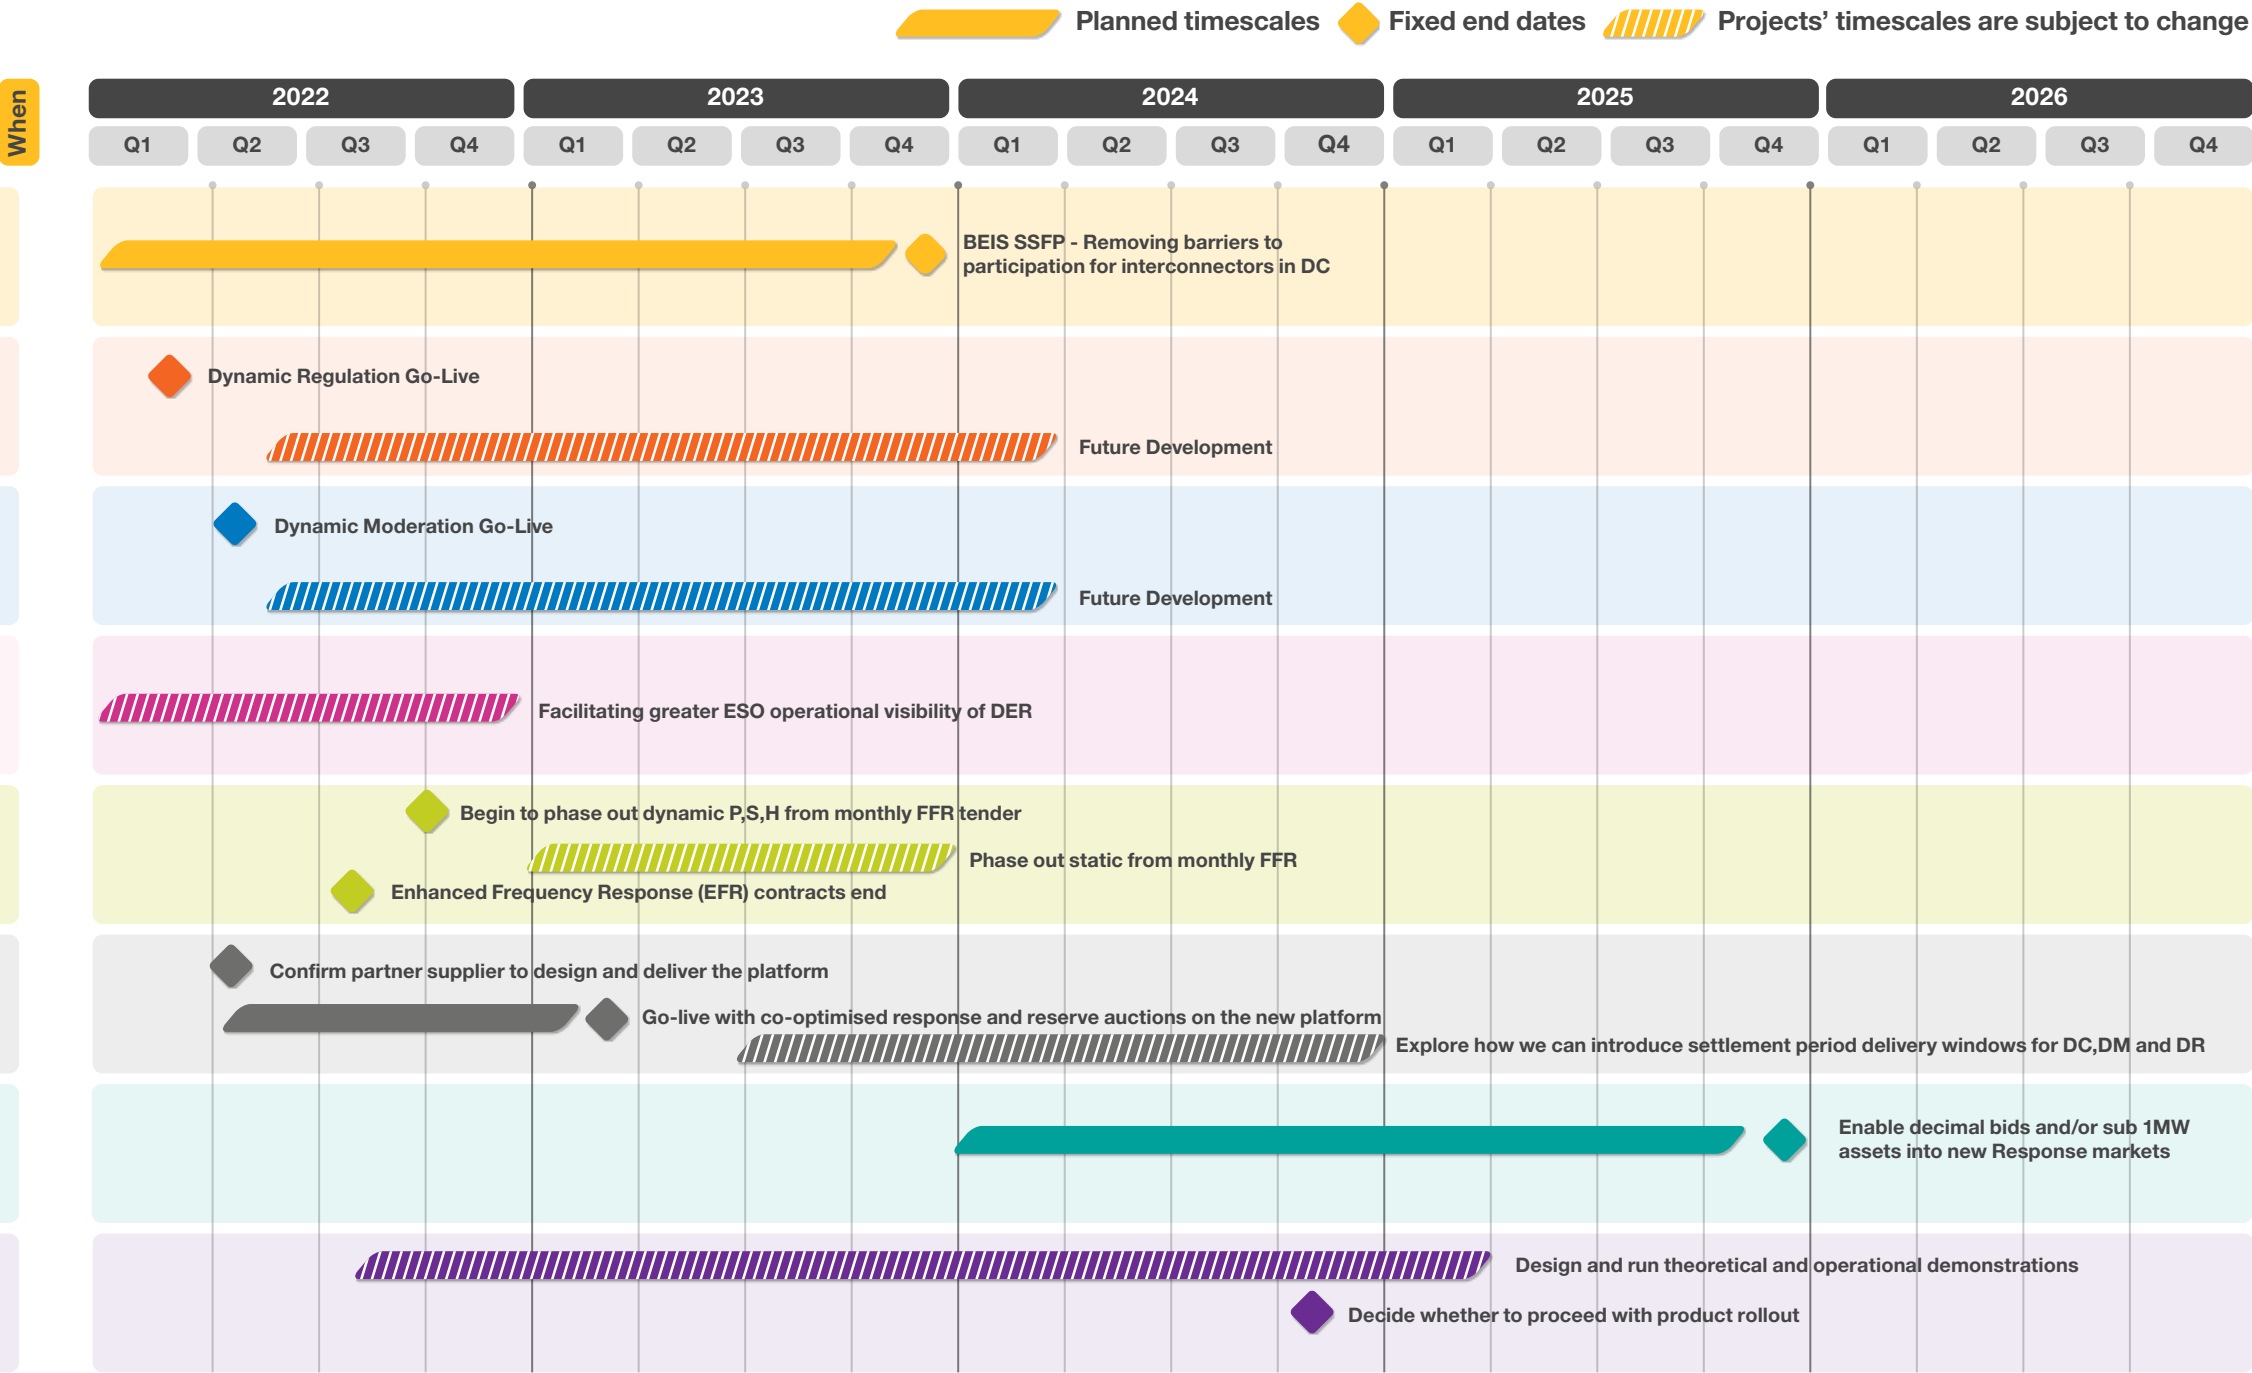 Planned timescales
Fixed end dates
Projects’ timescales are subject to change
When
2022
2023
2024
2025
2026
Q1
Q2
Q3
Q4
Q1
Q2
Q3
Q4
Q1
Q2
Q3
Q4
Q1
Q2
Q3
Q4
Q1
Q2
Q3
Q4
BEIS SSFP - Removing barriers to
participation for interconnectors in DC
Dynamic Regulation Go-Live
Future Development
Dynamic Moderation Go-Live
Future Development
Facilitating greater ESO operational visibility of DER
Begin to phase out dynamic P,S,H from monthly FFR tender
Phase out static from monthly FFR
Enhanced Frequency Response (EFR) contracts end
Confirm partner supplier to design and deliver the platform
Go-live with co-optimised response and reserve auctions on the new platform
Explore how we can introduce settlement period delivery windows for DC,DM and DR
Enable decimal bids and/or sub 1MW
assets into new Response markets
Design and run theoretical and operational demonstrations
Decide whether to proceed with product rollout